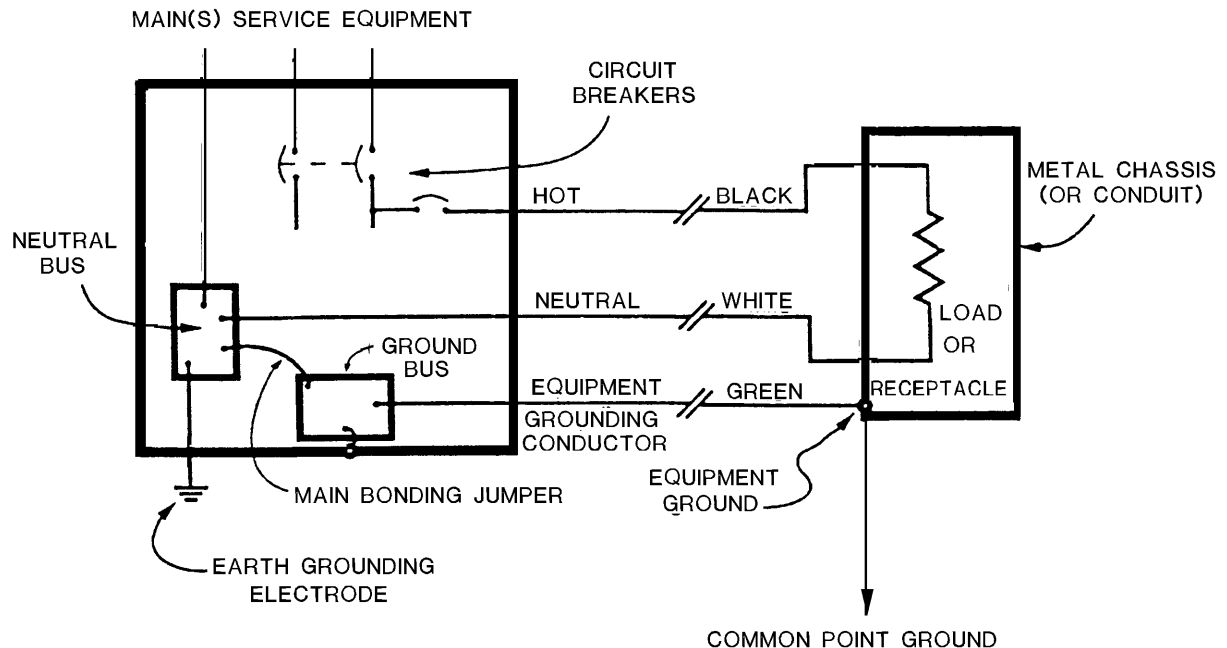 MAIN(S) SERVICE EQUIPMENT
CIRCUIT
BREAKERS
METAL CHASSIS
(OR CONDUIT)
HOT
BLACK
NEUTRAL
BUS
NEUTRAL
WHITE
LOAD
OR
RECEPTACLE
GROUND
BUS
EQUIPMENT
GROUNDING
CONDUCTOR
GREEN
MAIN BONDING JUMPER
EQUIPMENT
GROUND
EARTH GROUNDING
ELECTRODE
COMMON POINT GROUND